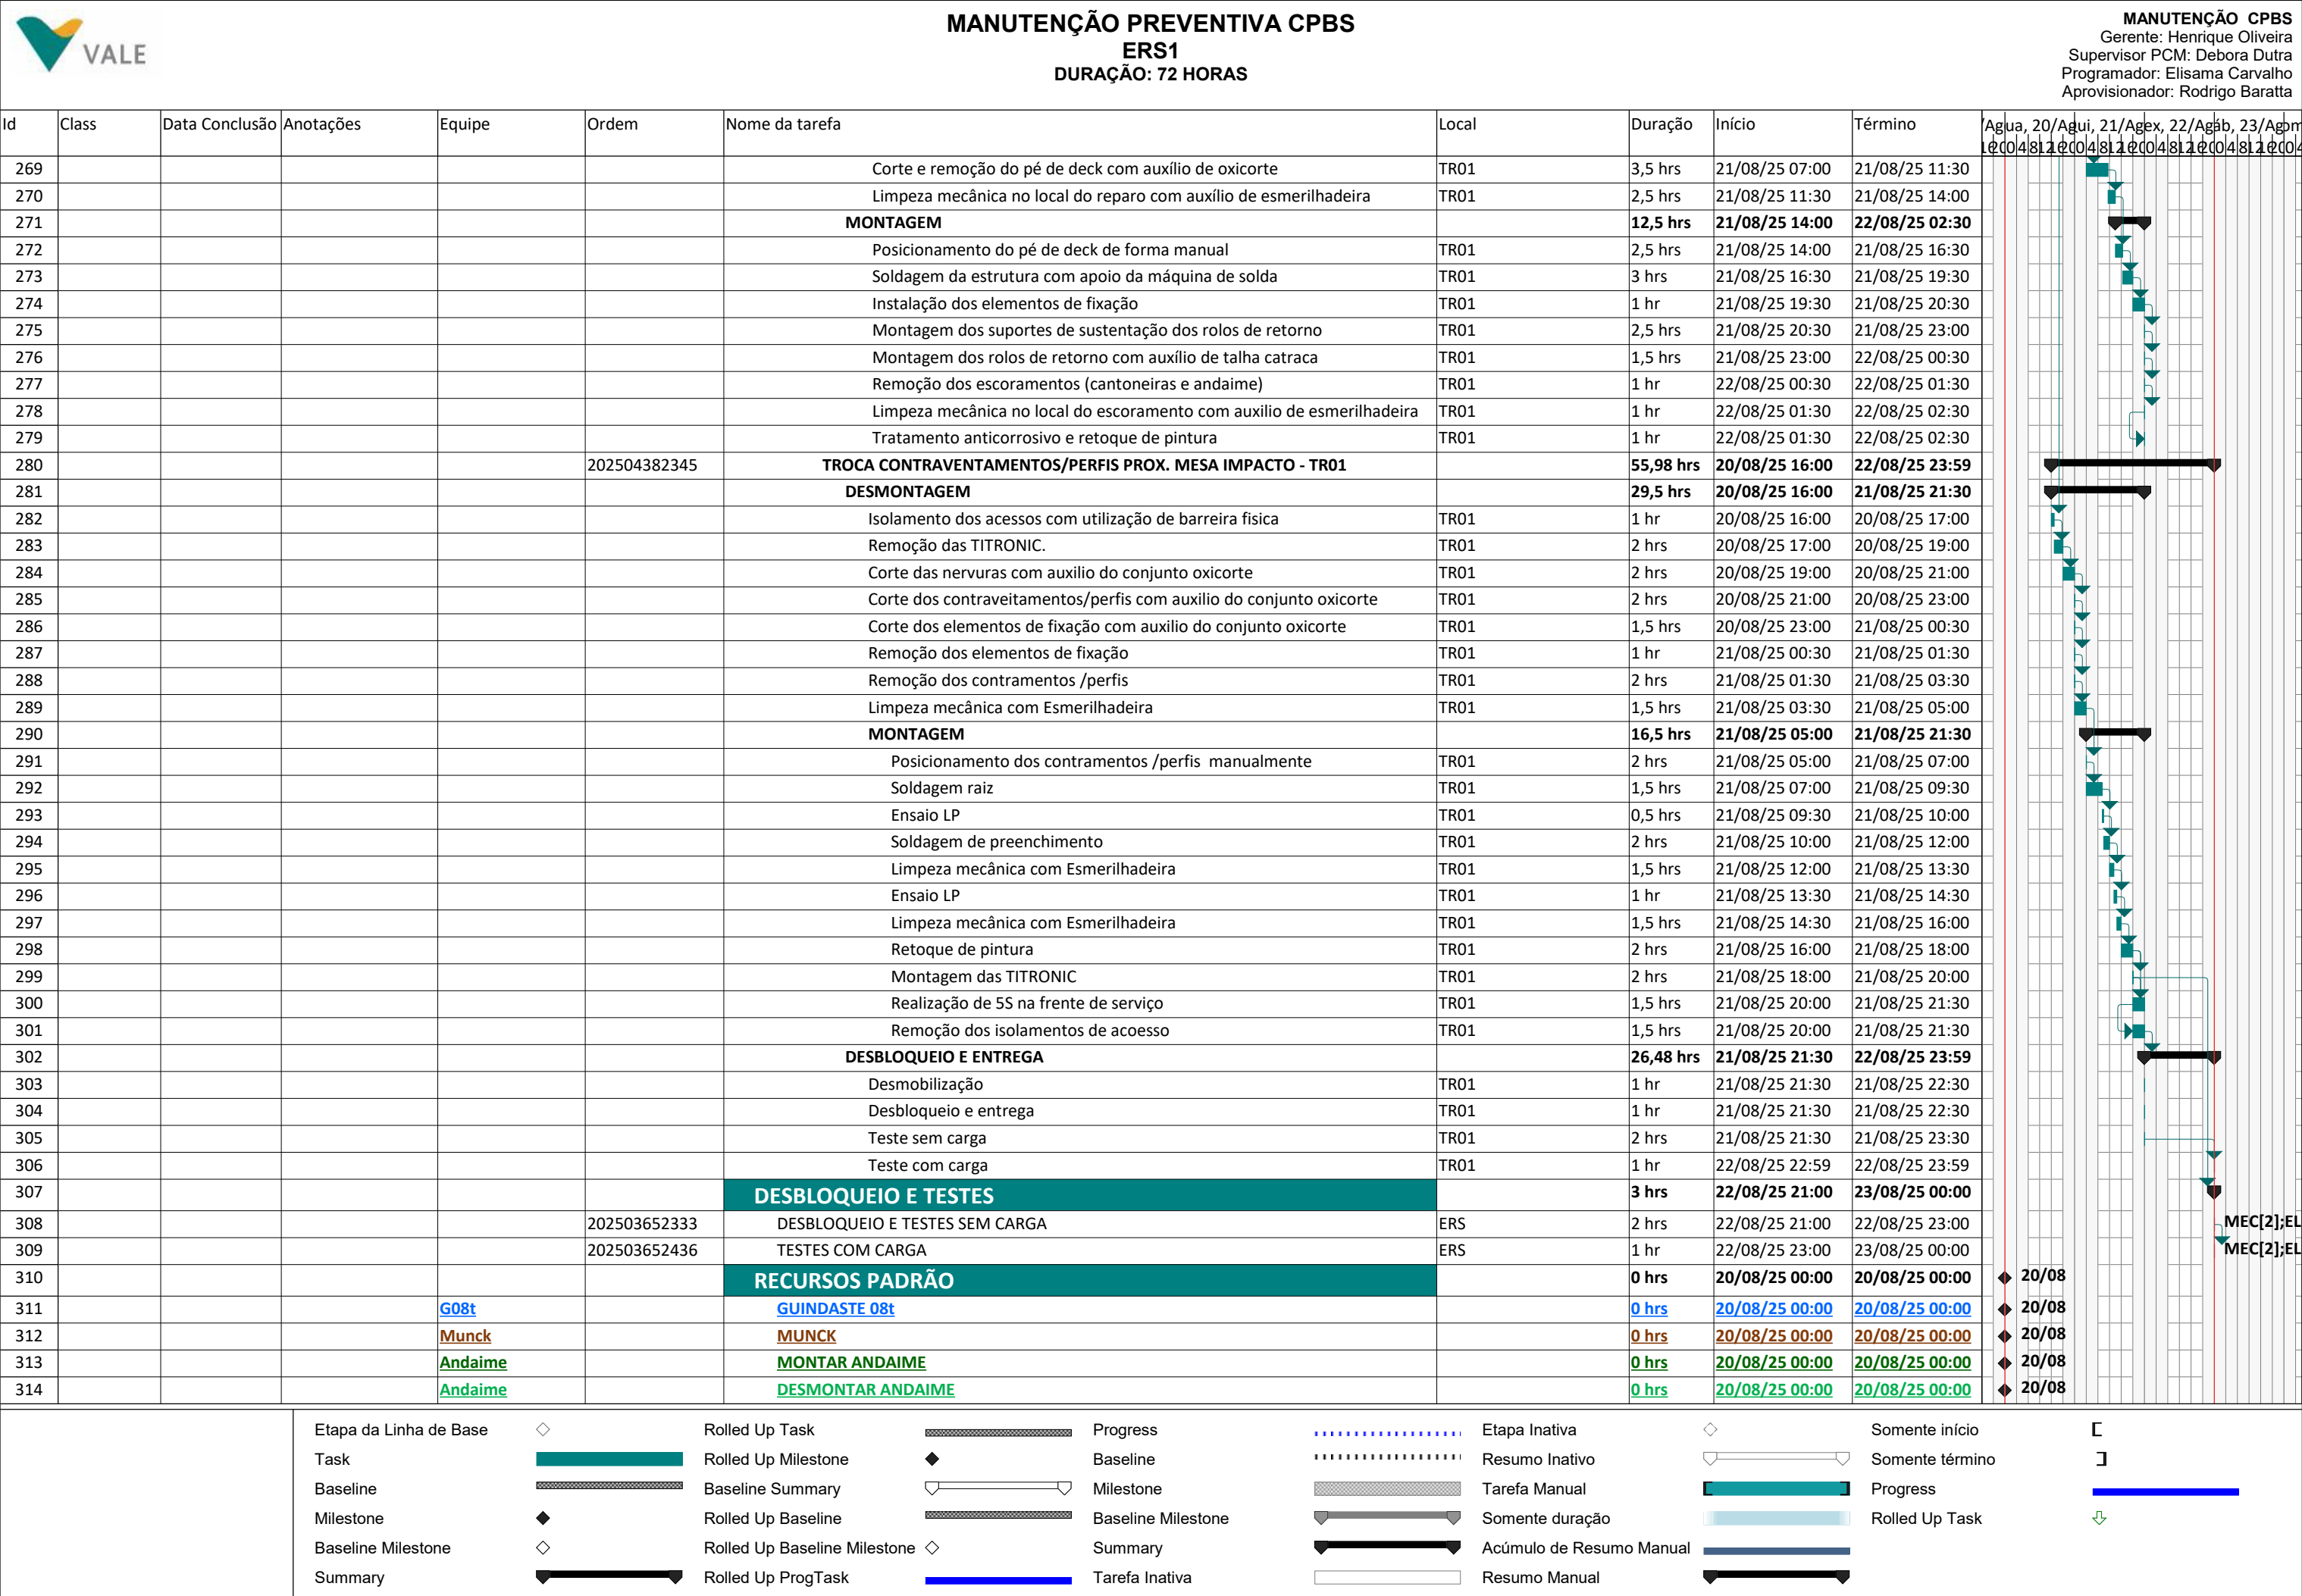 VALE
MANUTENÇÃO PREVENTIVA CPBS
ERS1
DURAÇÃO: 72 HORAS
MANUTENÇÃO CPBS
Gerente: Henrique Oliveira
Supervisor PCM: Debora Dutra
Programador: Elisama Carvalho
Aprovisionador: Rodrigo Baratta
Id Class Data Conclusão Anotações Equipe Ordem Nome da tarefa Local Duração Início Término
269 Corte e remoção do pé de deck com auxílio de oxicorte TR01 3,5 hrs 21/08/25 07:00 21/08/25 11:30
270 Limpeza mecânica no local do reparo com auxílio de esmerilhadeira TR01 2,5 hrs 21/08/25 11:30 21/08/25 14:00
271 MONTAGEM 12,5 hrs 21/08/25 14:00 22/08/25 02:30
272 Posicionamento do pé de deck de forma manual TR01 2,5 hrs 21/08/25 14:00 21/08/25 16:30
273 Soldagem da estrutura com apoio da máquina de solda TR01 3 hrs 21/08/25 16:30 21/08/25 19:30
274 Instalação dos elementos de fixação TR01 1 hr 21/08/25 19:30 21/08/25 20:30
275 Montagem dos suportes de sustentação dos rolos de retorno TR01 2,5 hrs 21/08/25 20:30 21/08/25 23:00
276 Montagem dos rolos de retorno com auxílio de talha catraca TR01 1,5 hrs 21/08/25 23:00 22/08/25 00:30
277 Remoção dos escoramentos (cantoneiras e andaime) TR01 1 hr 22/08/25 00:30 22/08/25 01:30
278 Limpeza mecânica no local do escoramento com auxilio de esmerilhadeira TR01 1 hr 22/08/25 01:30 22/08/25 02:30
279 Tratamento anticorrosivo e retoque de pintura TR01 1 hr 22/08/25 01:30 22/08/25 02:30
280 202504382345 TROCA CONTRAVENTAMENTOS/PERFIS PROX. MESA IMPACTO - TR01 55,98 hrs 20/08/25 16:00 22/08/25 23:59
281 DESMONTAGEM 29,5 hrs 20/08/25 16:00 21/08/25 21:30
282 Isolamento dos acessos com utilização de barreira fisica TR01 1 hr 20/08/25 16:00 20/08/25 17:00
283 Remoção das TITRONIC. TR01 2 hrs 20/08/25 17:00 20/08/25 19:00
284 Corte das nervuras com auxilio do conjunto oxicorte TR01 2 hrs 20/08/25 19:00 20/08/25 21:00
285 Corte dos contraveitamentos/perfis com auxilio do conjunto oxicorte TR01 2 hrs 20/08/25 21:00 20/08/25 23:00
286 Corte dos elementos de fixação com auxilio do conjunto oxicorte TR01 1,5 hrs 20/08/25 23:00 21/08/25 00:30
287 Remoção dos elementos de fixação TR01 1 hr 21/08/25 00:30 21/08/25 01:30
288 Remoção dos contramentos /perfis TR01 2 hrs 21/08/25 01:30 21/08/25 03:30
289 Limpeza mecânica com Esmerilhadeira TR01 1,5 hrs 21/08/25 03:30 21/08/25 05:00
290 MONTAGEM 16,5 hrs 21/08/25 05:00 21/08/25 21:30
291 Posicionamento dos contramentos /perfis manualmente TR01 2 hrs 21/08/25 05:00 21/08/25 07:00
292 Soldagem raiz TR01 1,5 hrs 21/08/25 07:00 21/08/25 09:30
293 Ensaio LP TR01 0,5 hrs 21/08/25 09:30 21/08/25 10:00
294 Soldagem de preenchimento TR01 2 hrs 21/08/25 10:00 21/08/25 12:00
295 Limpeza mecânica com Esmerilhadeira TR01 1,5 hrs 21/08/25 12:00 21/08/25 13:30
296 Ensaio LP TR01 1 hr 21/08/25 13:30 21/08/25 14:30
297 Limpeza mecânica com Esmerilhadeira TR01 1,5 hrs 21/08/25 14:30 21/08/25 16:00
298 Retoque de pintura TR01 2 hrs 21/08/25 16:00 21/08/25 18:00
299 Montagem das TITRONIC TR01 2 hrs 21/08/25 18:00 21/08/25 20:00
300 Realização de 5S na frente de serviço TR01 1,5 hrs 21/08/25 20:00 21/08/25 21:30
301 Remoção dos isolamentos de acoesso TR01 1,5 hrs 21/08/25 20:00 21/08/25 21:30
302 DESBLOQUEIO E ENTREGA 26,48 hrs 21/08/25 21:30 22/08/25 23:59
303 Desmobilização TR01 1 hr 21/08/25 21:30 21/08/25 22:30
304 Desbloqueio e entrega TR01 1 hr 21/08/25 21:30 21/08/25 22:30
305 Teste sem carga TR01 2 hrs 21/08/25 21:30 21/08/25 23:30
306 Teste com carga TR01 1 hr 22/08/25 22:59 22/08/25 23:59
307 DESBLOQUEIO E TESTES 3 hrs 22/08/25 21:00 23/08/25 00:00
308 202503652333 DESBLOQUEIO E TESTES SEM CARGA ERS 2 hrs 22/08/25 21:00 22/08/25 23:00 MEC[2];EL
309 202503652436 TESTES COM CARGA ERS 1 hr 22/08/25 23:00 23/08/25 00:00 MEC[2];EL
310 RECURSOS PADRÃO 0 hrs 20/08/25 00:00 20/08/25 00:00 20/08
311 G08t GUINDASTE 08t 0 hrs 20/08/25 00:00 20/08/25 00:00 20/08
312 Munck MUNCK 0 hrs 20/08/25 00:00 20/08/25 00:00 20/08
313 Andaime MONTAR ANDAIME 0 hrs 20/08/25 00:00 20/08/25 00:00 20/08
314 Andaime DESMONTAR ANDAIME 0 hrs 20/08/25 00:00 20/08/25 00:00 20/08
Etapa da Linha de Base Rolled Up Task Progress Etapa Inativa Somente início
Task Rolled Up Milestone Baseline Resumo Inativo Somente término
Baseline Baseline Summary Milestone Tarefa Manual Progress
Milestone Rolled Up Baseline Baseline Milestone Somente duração Rolled Up Task
Baseline Milestone Rolled Up Baseline Milestone Summary Acúmulo de Resumo Manual
Summary Rolled Up ProgTask Tarefa Inativa Resumo Manual